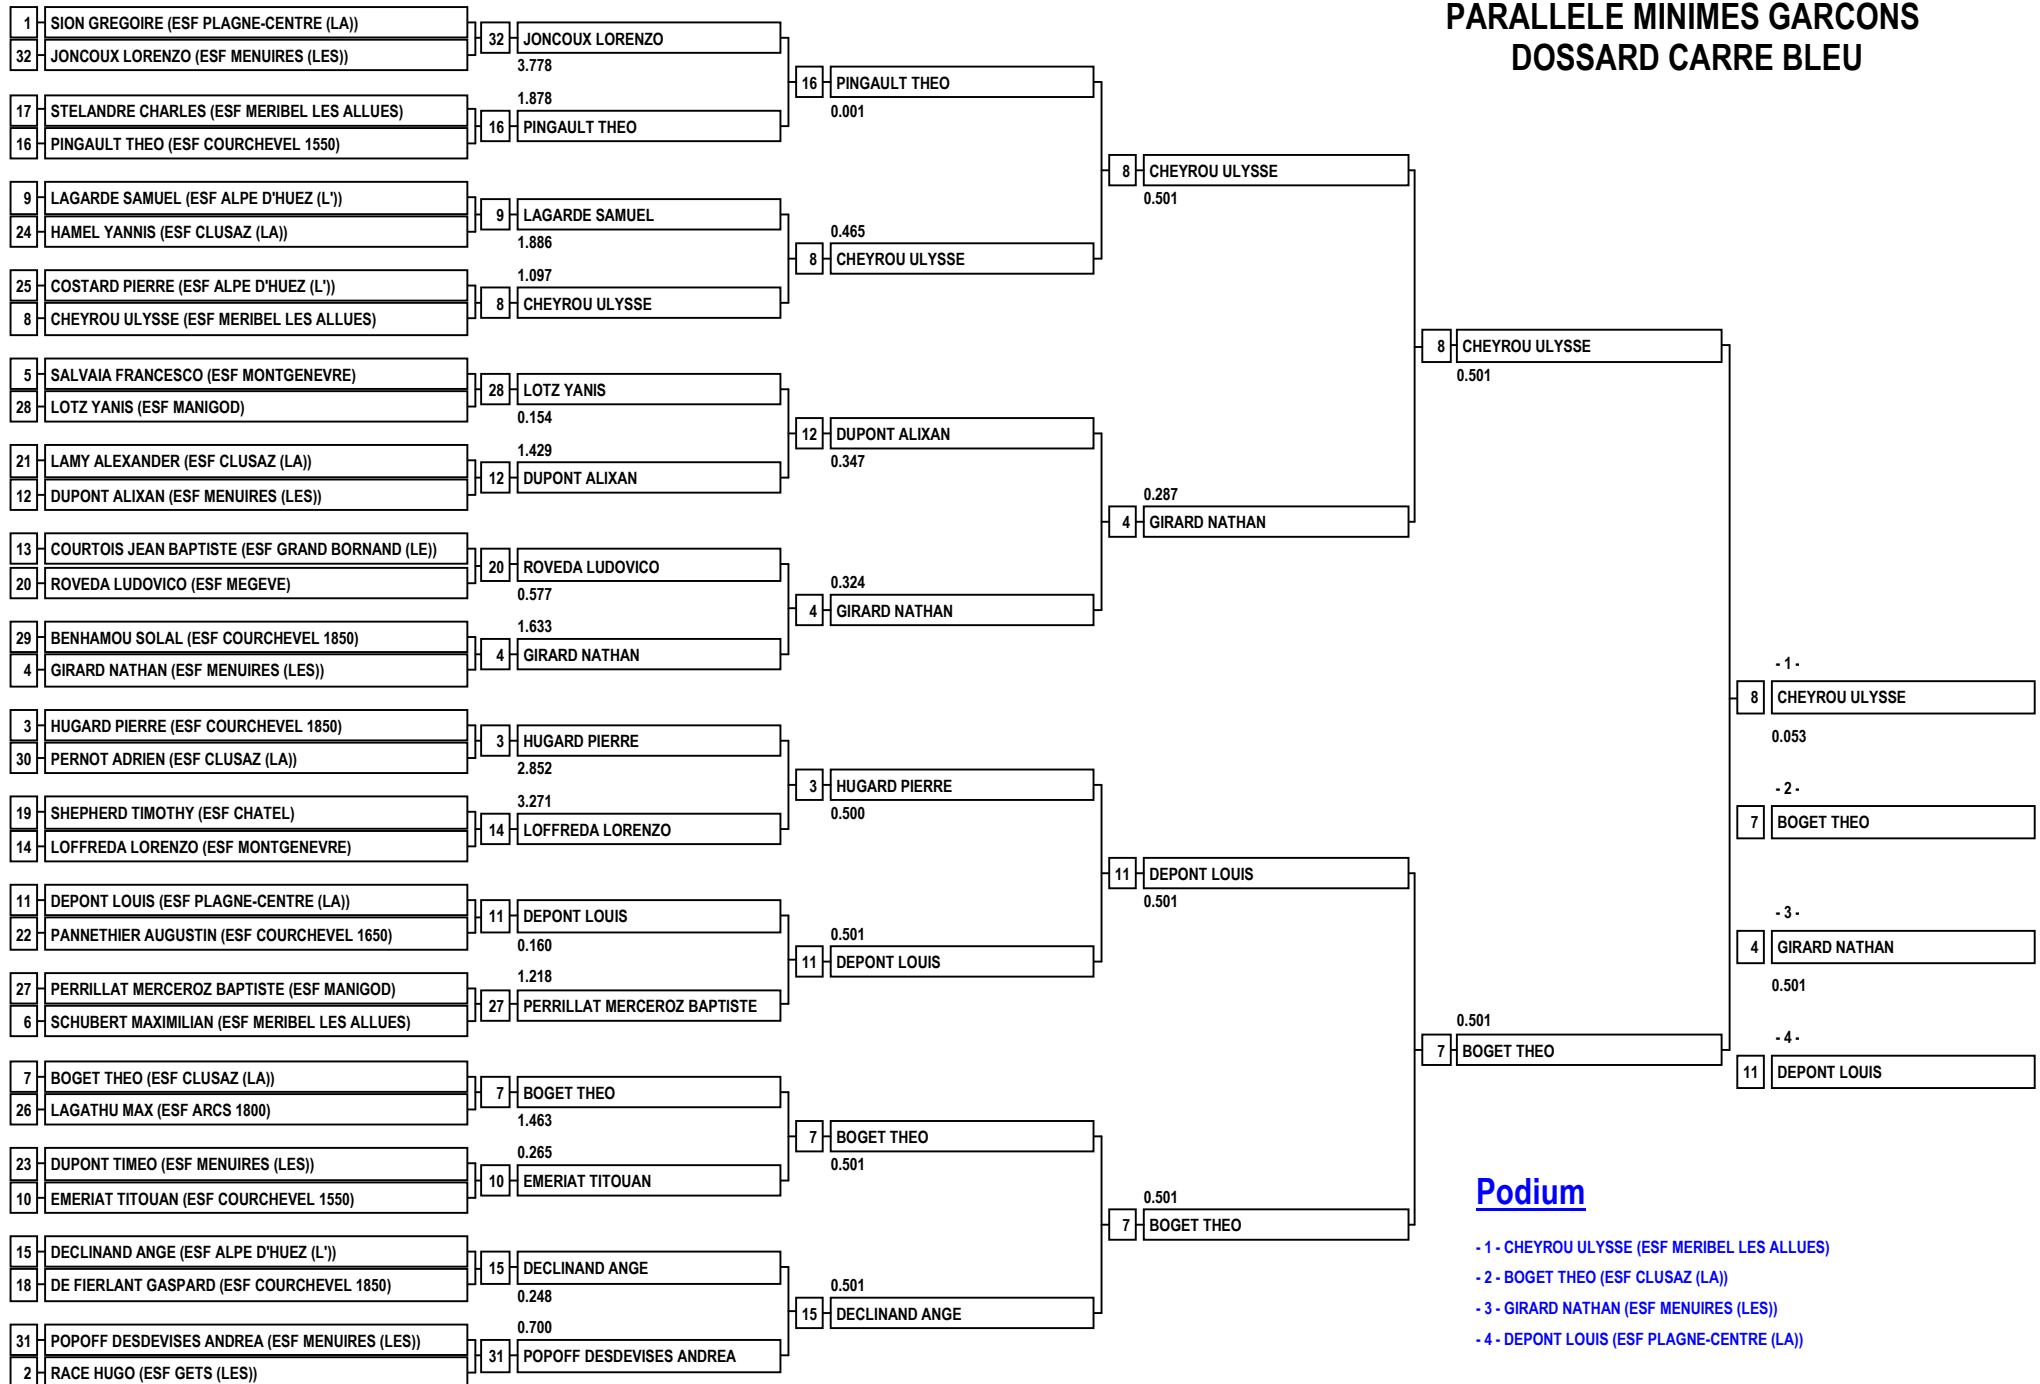 PARALLELE MINIMES GARCONS
DOSSARD CARRE BLEU
1 SION GREGOIRE (ESF PLAGNE-CENTRE (LA))
32 JONCOUX LORENZO (ESF MENUIRES (LES))
17 STELANDRE CHARLES (ESF MERIBEL LES ALLUES)
16 PINGAULT THEO (ESF COURCHEVEL 1550)
9 LAGARDE SAMUEL (ESF ALPE D'HUEZ (L'))
24 HAMEL YANNIS (ESF CLUSAZ (LA))
25 COSTARD PIERRE (ESF ALPE D'HUEZ (L'))
8 CHEYROU ULYSSE (ESF MERIBEL LES ALLUES)
5 SALVAIA FRANCESCO (ESF MONTGENEVRE)
28 LOTZ YANIS (ESF MANIGOD)
21 LAMY ALEXANDER (ESF CLUSAZ (LA))
12 DUPONT ALIXAN (ESF MENUIRES (LES))
13 COURTOIS JEAN BAPTISTE (ESF GRAND BORNAND (LE))
20 ROVEDA LUDOVICO (ESF MEGEVE)
29 BENHAMOU SOLAL (ESF COURCHEVEL 1850)
4 GIRARD NATHAN (ESF MENUIRES (LES))
3 HUGARD PIERRE (ESF COURCHEVEL 1850)
30 PERNOT ADRIEN (ESF CLUSAZ (LA))
19 SHEPHERD TIMOTHY (ESF CHATEL)
14 LOFFREDA LORENZO (ESF MONTGENEVRE)
11 DEPONT LOUIS (ESF PLAGNE-CENTRE (LA))
22 PANNETHIER AUGUSTIN (ESF COURCHEVEL 1650)
27 PERRILLAT MERCEROZ BAPTISTE (ESF MANIGOD)
6 SCHUBERT MAXIMILIAN (ESF MERIBEL LES ALLUES)
7 BOGET THEO (ESF CLUSAZ (LA))
26 LAGATHU MAX (ESF ARCS 1800)
23 DUPONT TIMEO (ESF MENUIRES (LES))
10 EMERIAT TITOUAN (ESF COURCHEVEL 1550)
15 DECLINAND ANGE (ESF ALPE D'HUEZ (L'))
18 DE FIERLANT GASPARD (ESF COURCHEVEL 1850)
31 POPOFF DESDEVISES ANDREA (ESF MENUIRES (LES))
2 RACE HUGO (ESF GETS (LES))
32 JONCOUX LORENZO
3.778
1.878
16 PINGAULT THEO
9 LAGARDE SAMUEL
1.886
1.097
8 CHEYROU ULYSSE
28 LOTZ YANIS
0.154
1.429
12 DUPONT ALIXAN
20 ROVEDA LUDOVICO
0.577
1.633
4 GIRARD NATHAN
3 HUGARD PIERRE
2.852
3.271
14 LOFFREDA LORENZO
11 DEPONT LOUIS
0.160
1.218
27 PERRILLAT MERCEROZ BAPTISTE
7 BOGET THEO
1.463
0.265
10 EMERIAT TITOUAN
15 DECLINAND ANGE
0.248
0.700
31 POPOFF DESDEVISES ANDREA
16 PINGAULT THEO
0.001
0.465
8 CHEYROU ULYSSE
12 DUPONT ALIXAN
0.347
0.324
4 GIRARD NATHAN
3 HUGARD PIERRE
0.500
0.501
11 DEPONT LOUIS
7 BOGET THEO
0.501
0.501
15 DECLINAND ANGE
8 CHEYROU ULYSSE
0.501
0.287
4 GIRARD NATHAN
11 DEPONT LOUIS
0.501
0.501
7 BOGET THEO
8 CHEYROU ULYSSE
0.501
0.501
7 BOGET THEO
- 1 -
8 CHEYROU ULYSSE
0.053
- 2 -
7 BOGET THEO
- 3 -
4 GIRARD NATHAN
0.501
- 4 -
11 DEPONT LOUIS
Podium
- 1 - CHEYROU ULYSSE (ESF MERIBEL LES ALLUES)
- 2 - BOGET THEO (ESF CLUSAZ (LA))
- 3 - GIRARD NATHAN (ESF MENUIRES (LES))
- 4 - DEPONT LOUIS (ESF PLAGNE-CENTRE (LA))